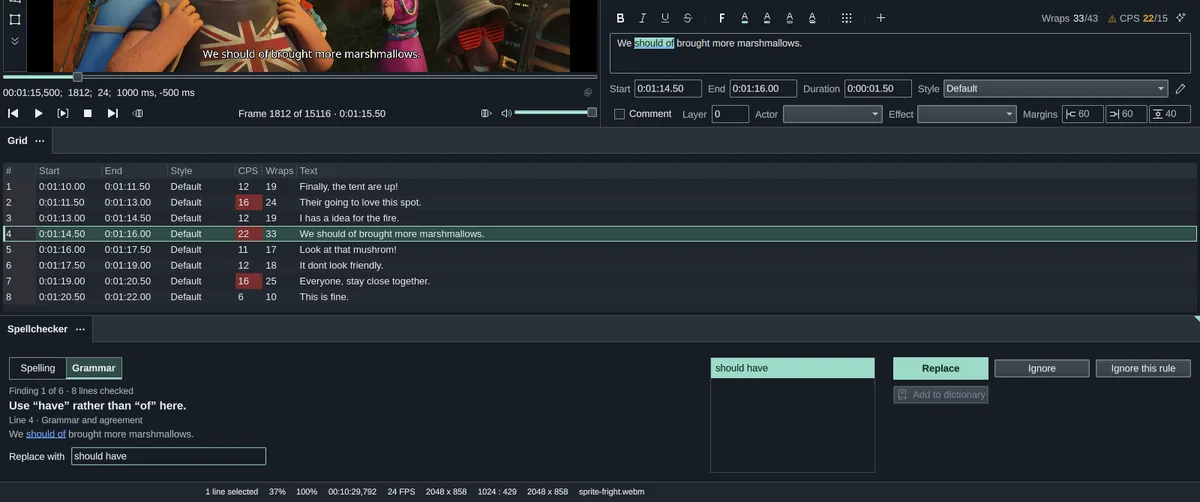 We should of brought more marshmallows.
00:01:15,500; 1812; 24; 1000 ms, -500 ms
Frame 1812 of 15116 · 0:01:15.50
B I U S F A A A A Wraps 33/43 CPS 22/15
We should of brought more marshmallows.
Start 0:01:14.50 End 0:01:16.00 Duration 0:00:01.50 Style Default
Comment Layer 0 Actor Effect Margins 60 60 40
Grid ...
# Start End Style CPS Wraps Text
1 0:01:10.00 0:01:11.50 Default 12 19 Finally, the tent are up!
2 0:01:11.50 0:01:13.00 Default 16 24 Their going to love this spot.
3 0:01:13.00 0:01:14.50 Default 12 19 I has a idea for the fire.
4 0:01:14.50 0:01:16.00 Default 22 33 We should of brought more marshmallows.
5 0:01:16.00 0:01:17.50 Default 11 17 Look at that mushrom!
6 0:01:17.50 0:01:19.00 Default 12 18 It dont look friendly.
7 0:01:19.00 0:01:20.50 Default 16 25 Everyone, stay close together.
8 0:01:20.50 0:01:22.00 Default 6 10 This is fine.
Spellchecker ...
Spelling Grammar
Finding 1 of 6 · 8 lines checked
Use “have” rather than “of” here.
Line 4 · Grammar and agreement
We should of brought more marshmallows.
Replace with should have
should have
Replace Ignore Ignore this rule
Add to dictionary
1 line selected 37% 100% 00:10:29,792 24 FPS 2048 x 858 1024 : 429 2048 x 858 sprite-fright.webm